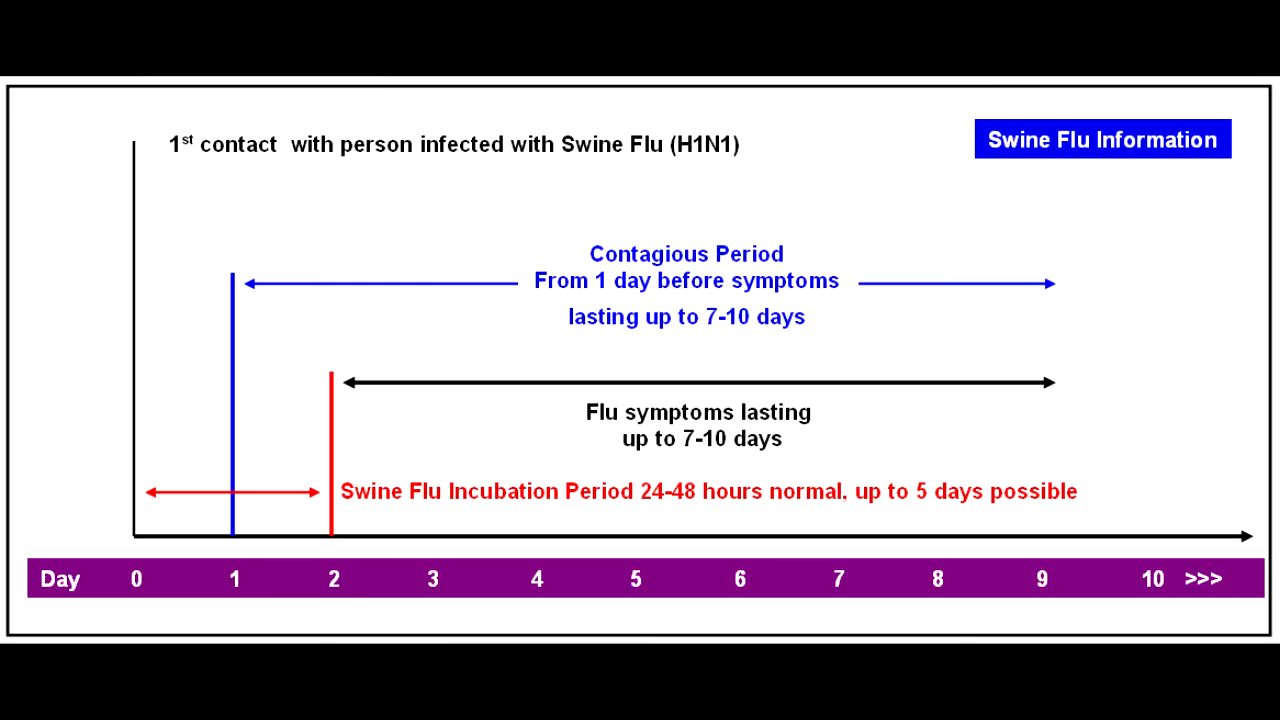 1st contact with person infected with Swine Flu (H1N1)
Swine Flu Information
Contagious Period
From 1 day before symptoms
lasting up to 7-10 days
Flu symptoms lasting
up to 7-10 days
Swine Flu Incubation Period 24-48 hours normal, up to 5 days possible
Day 0 1 2 3 4 5 6 7 8 9 10 >>>